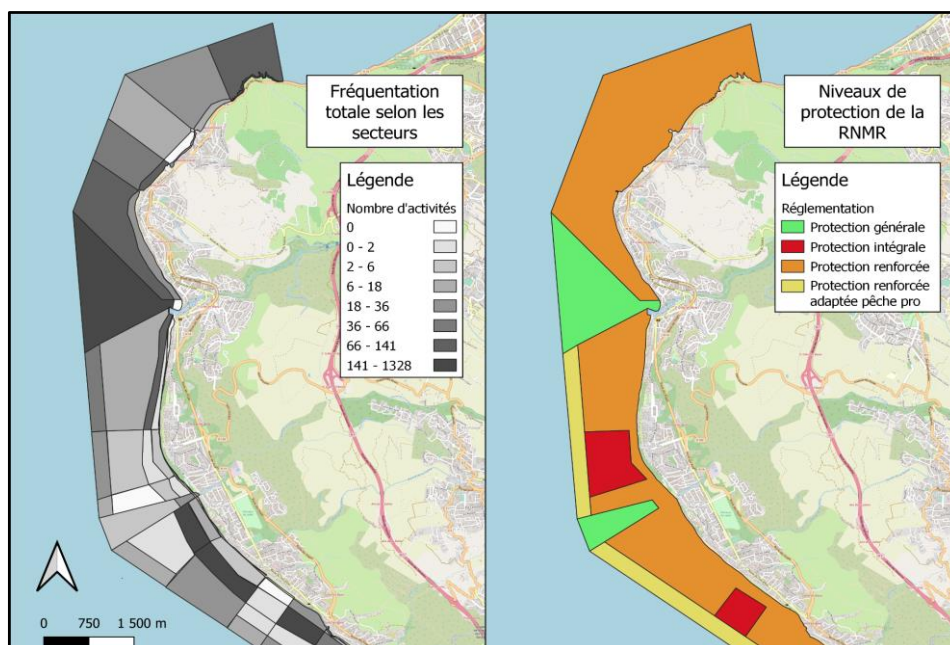 Fréquentation
totale selon les
secteurs
Légende
Nombre d'activités
0
0 - 2
2 - 6
6 - 18
18 - 36
36 - 66
66 - 141
141 - 1328
0 750 1 500 m
Niveaux de
protection de la
RNMR
Légende
Réglementation
Protection générale
Protection intégrale
Protection renforcée
Protection renforcée
adaptée pêche pro